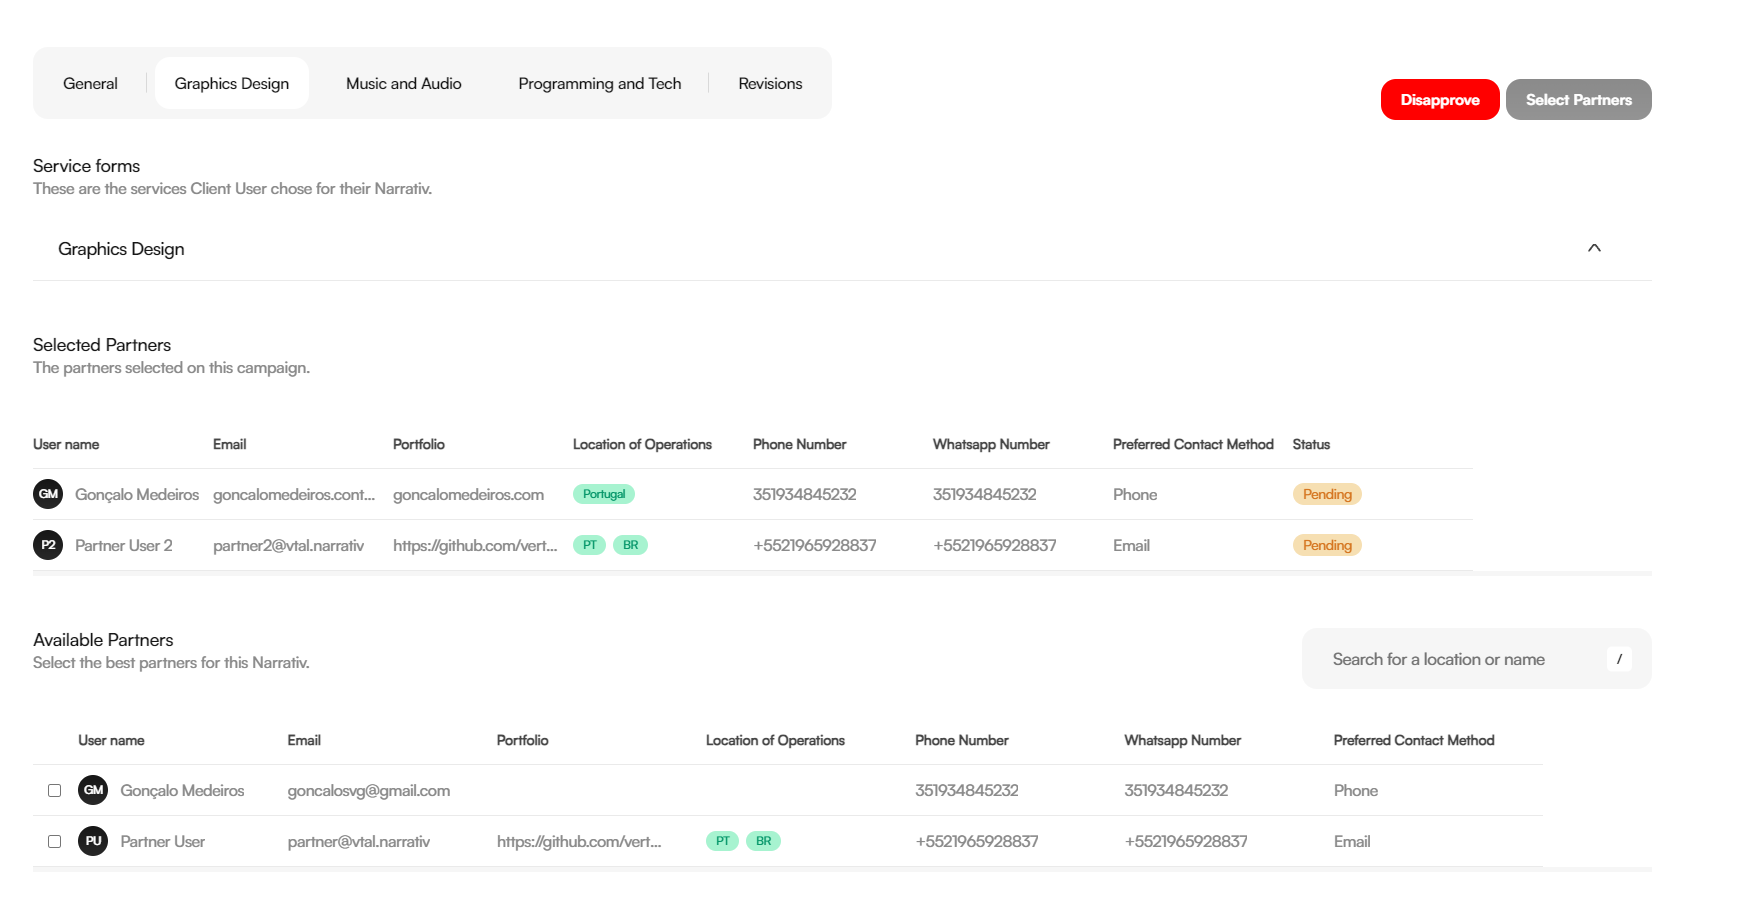 General Graphics Design Music and Audio Programming and Tech Revisions
Disapprove Select Partners
Service forms
These are the services Client User chose for their Narrativ.
Graphics Design
Selected Partners
The partners selected on this campaign.
User name Email Portfolio Location of Operations Phone Number Whatsapp Number Preferred Contact Method Status
GM Gonçalo Medeiros goncalomedeiros.cont... goncalomedeiros.com Portugal 351934845232 351934845232 Phone Pending
P2 Partner User 2 partner2@vtal.narrativ https://github.com/vert... PT BR +5521965928837 +5521965928837 Email Pending
Available Partners
Select the best partners for this Narrativ.
Search for a location or name /
User name Email Portfolio Location of Operations Phone Number Whatsapp Number Preferred Contact Method
GM Gonçalo Medeiros goncalosvg@gmail.com 351934845232 351934845232 Phone
PU Partner User partner@vtal.narrativ https://github.com/vert... PT BR +5521965928837 +5521965928837 Email